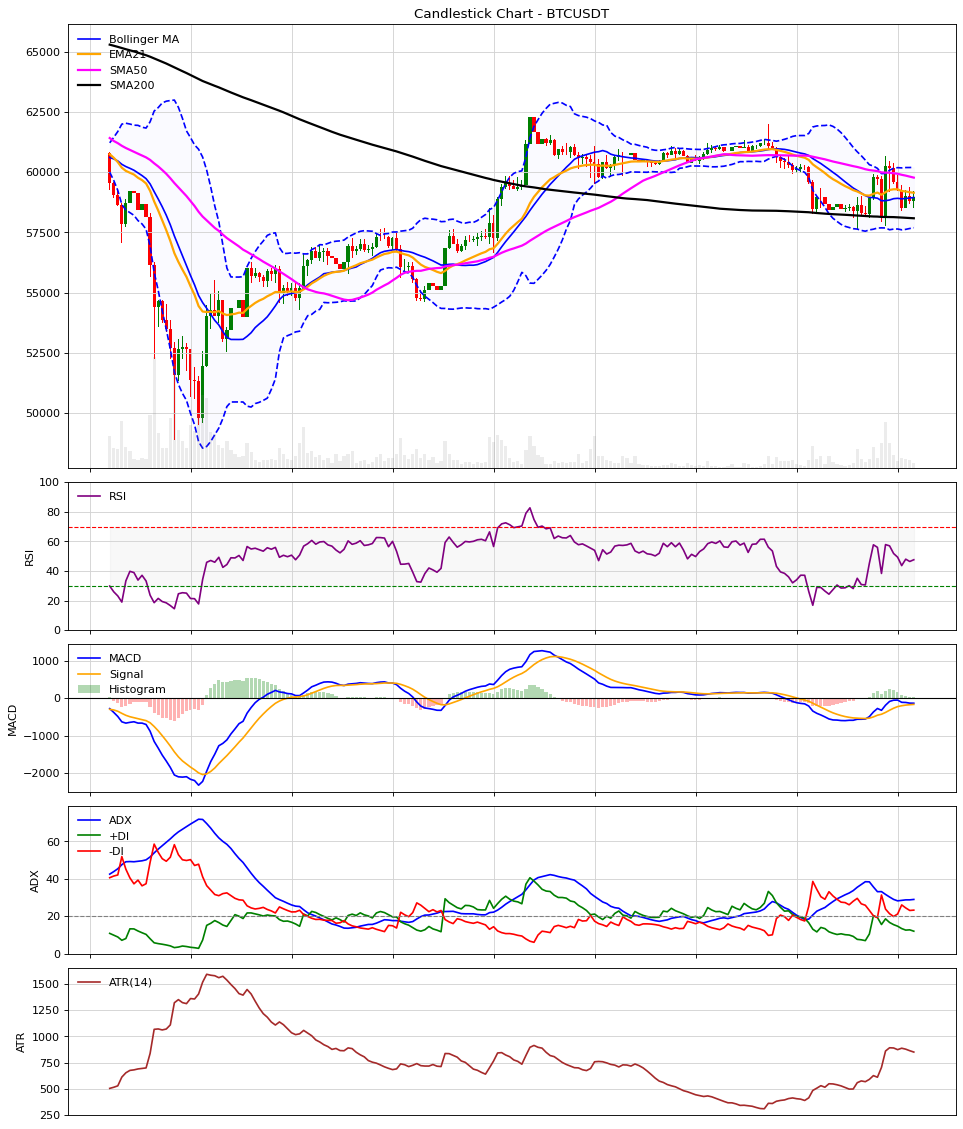 Candlestick Chart - BTCUSDT
Bollinger MA
EMA21
SMA50
SMA200
65000
62500
60000
57500
55000
52500
50000
RSI
100
80
60
40
20
0
RSI
MACD
Signal
Histogram
1000
0
−1000
−2000
MACD
ADX
+DI
-DI
60
40
20
0
ADX
ATR(14)
1500
1250
1000
750
500
250
ATR